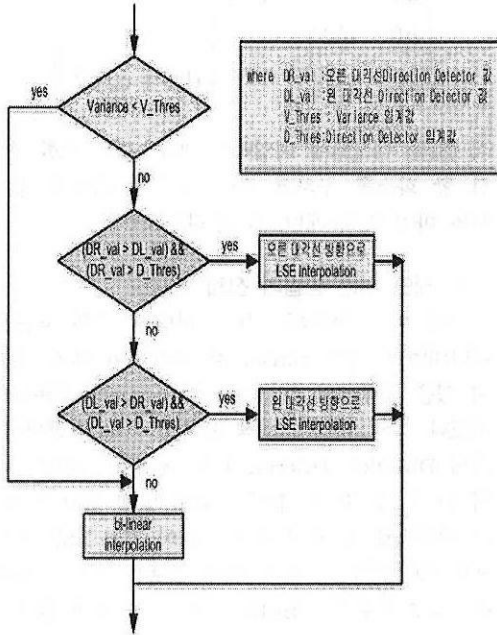 where DR_val :오른 대각선Direction Detector 값
DL_val :왼 대각선 Direction Detector 값
V_Thres : Variance 임계값
D_Thres:Direction Detector 임계값
yes
Variance < V_Thres
no
(DR_val > DL_val) &&
(DR_val > D_Thres)
yes
오른 대각선 방향으로
LSE Interpolation
no
(DL_val > DR_val) &&
(DL_val > D_Thres)
yes
왼 대각선 방향으로
LSE Interpolation
no
bi-linear
interpolation